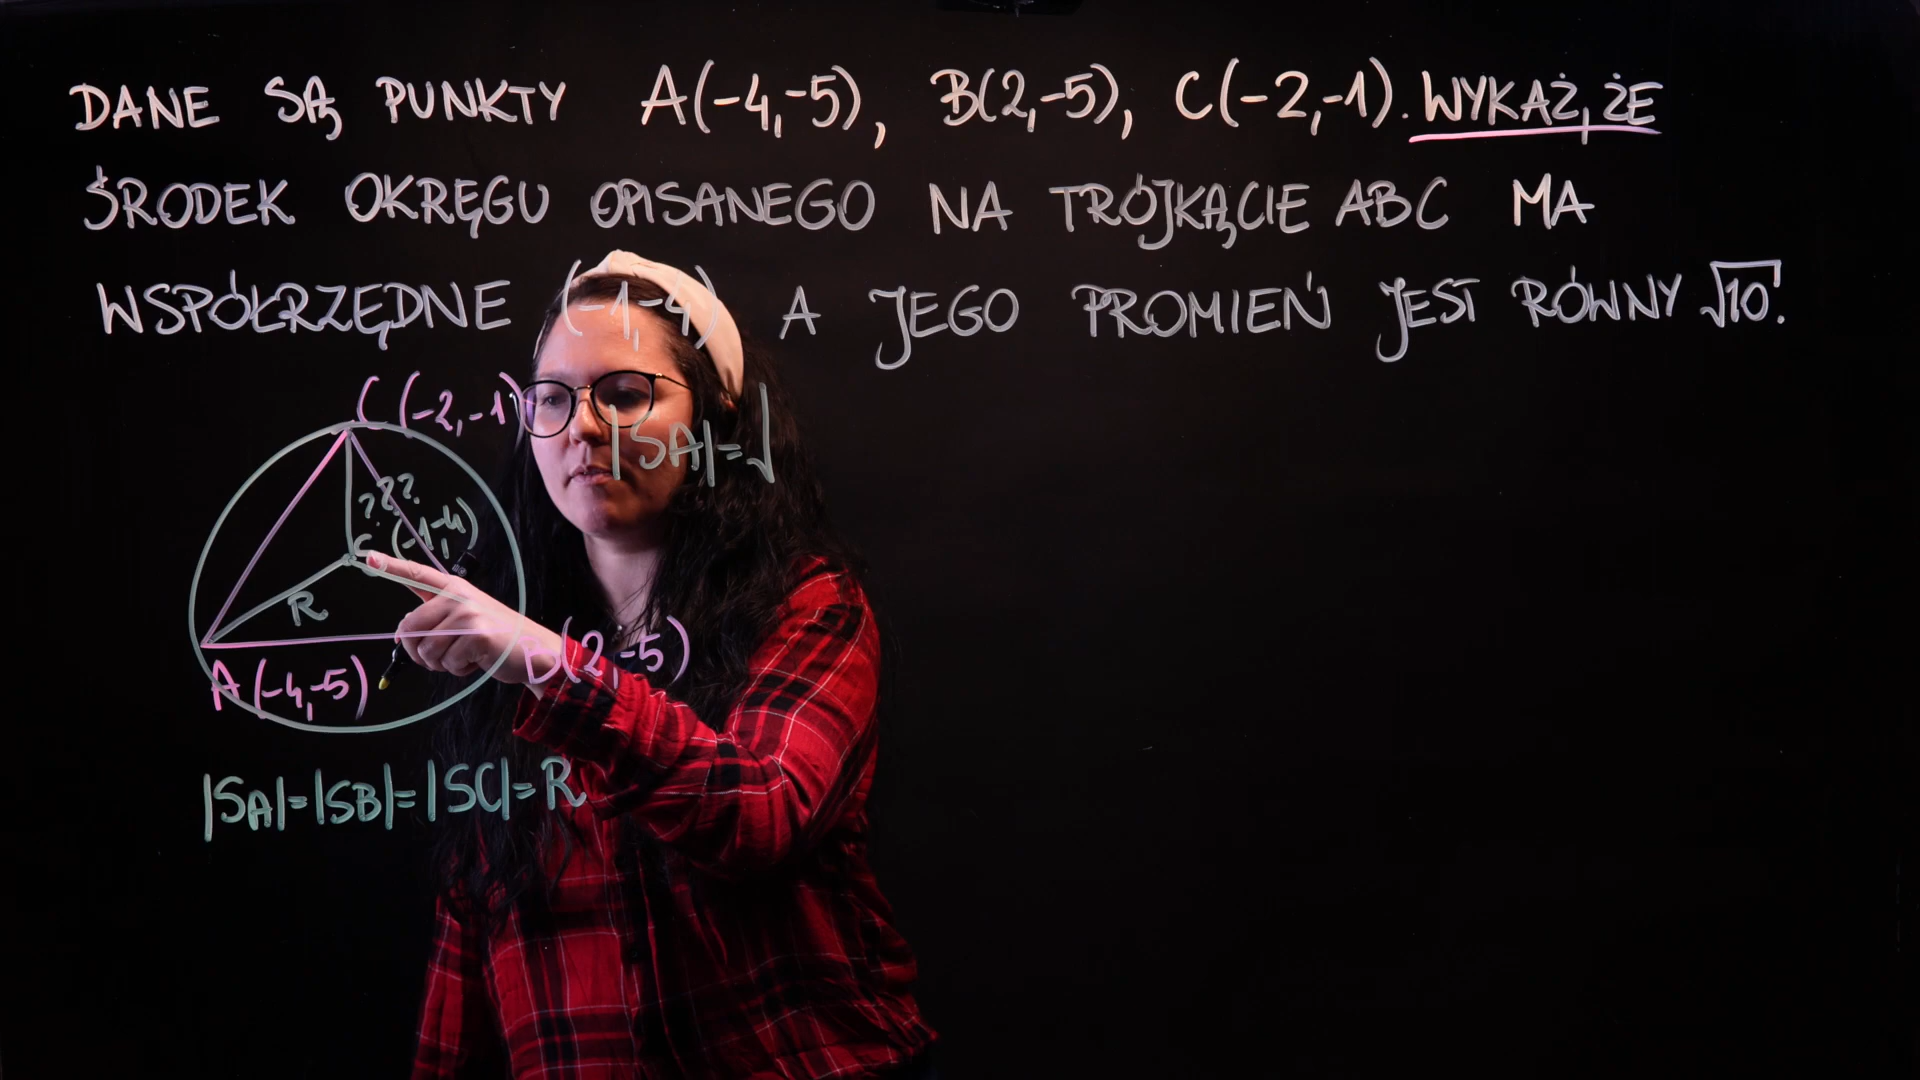 DANE SĄ PUNKTY A(-4,-5), B(2,-5), C(-2,-1). WYKAŻ, ŻE
ŚRODEK OKRĘGU OPISANEGO NA TRÓJKĄCIE ABC MA
WSPÓŁRZĘDNE (-1,-4) A JEGO PROMIEŃ JEST RÓWNY √10.
C(-2,-1)
|SA|=√
???
S (-1,-4)
R
A(-4,-5)
B(2,-5)
|SA|=|SB|=|SC|=R